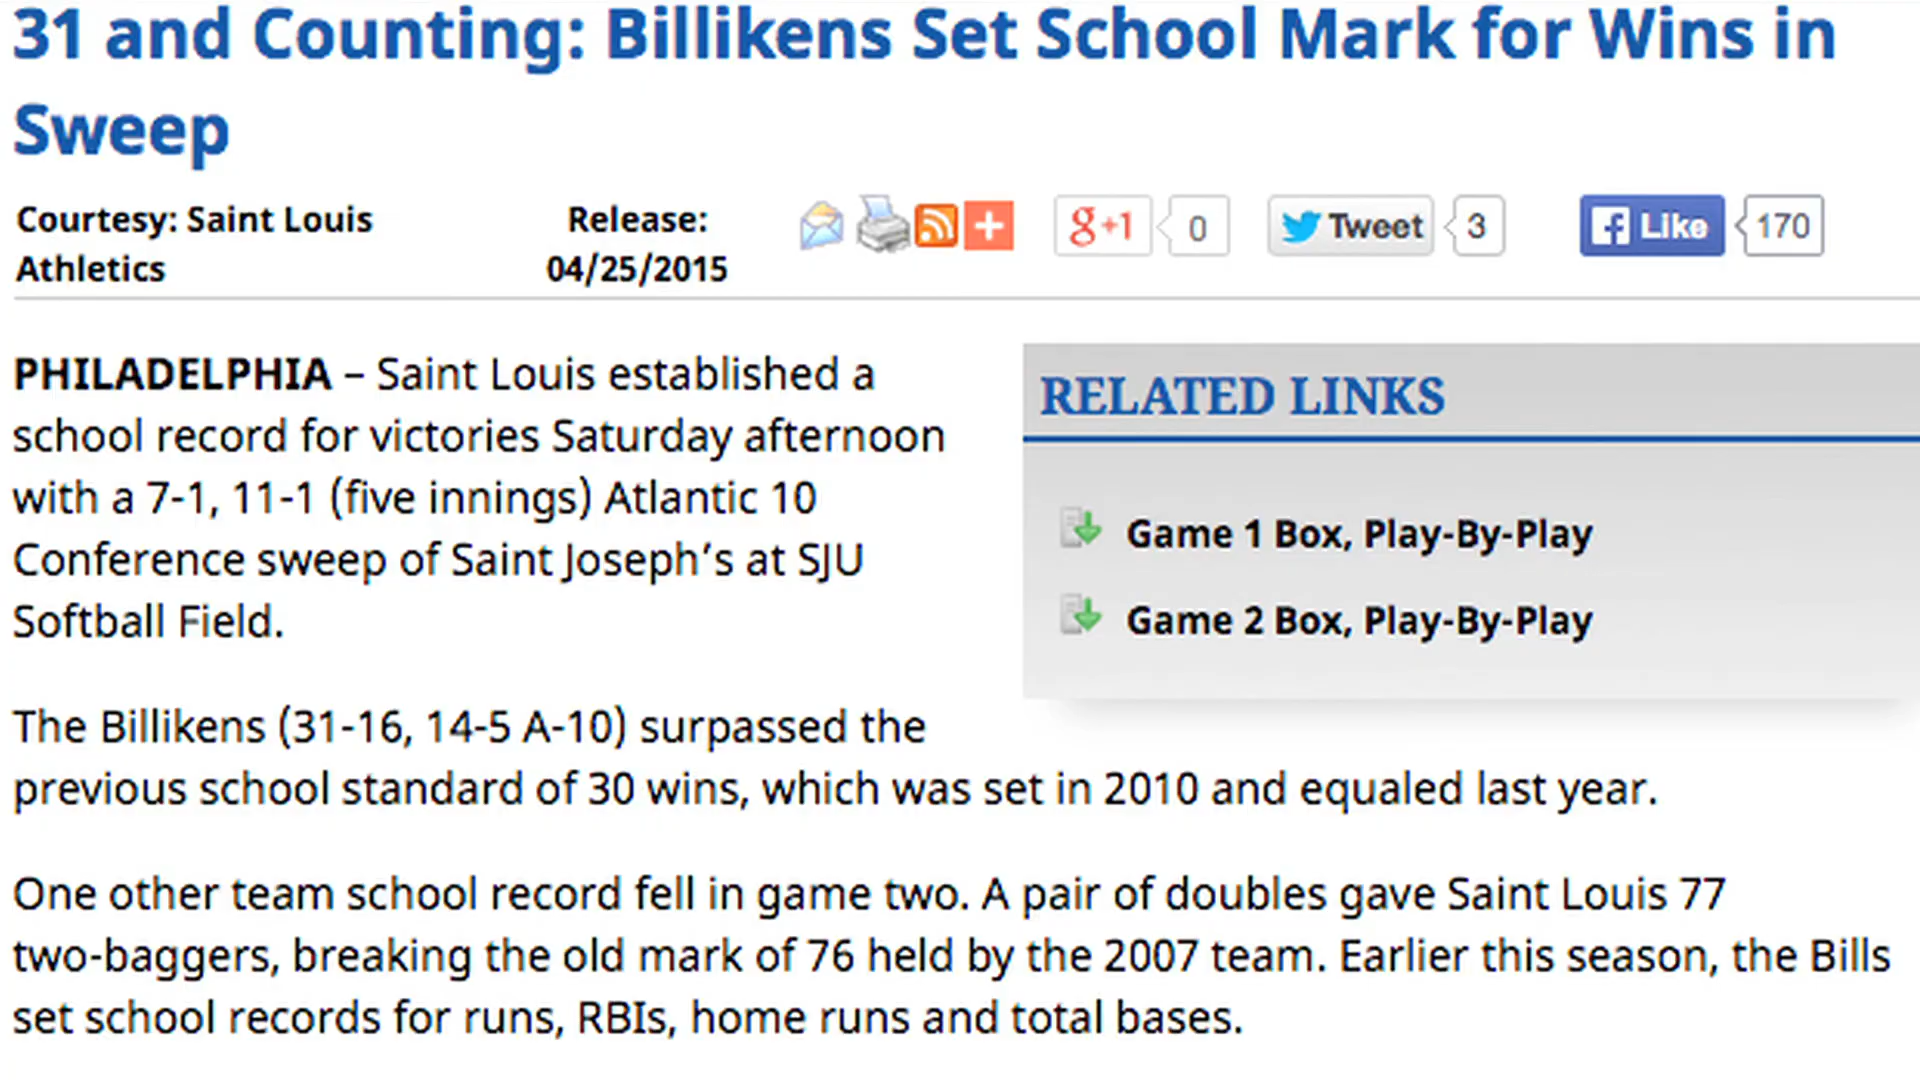 31 and Counting: Billikens Set School Mark for Wins in
Sweep
Courtesy: Saint Louis
Athletics
Release:
04/25/2015
g+1
0
Tweet
3
Like
170
PHILADELPHIA – Saint Louis established a
school record for victories Saturday afternoon
with a 7-1, 11-1 (five innings) Atlantic 10
Conference sweep of Saint Joseph’s at SJU
Softball Field.
RELATED LINKS
Game 1 Box, Play-By-Play
Game 2 Box, Play-By-Play
The Billikens (31-16, 14-5 A-10) surpassed the
previous school standard of 30 wins, which was set in 2010 and equaled last year.
One other team school record fell in game two. A pair of doubles gave Saint Louis 77
two-baggers, breaking the old mark of 76 held by the 2007 team. Earlier this season, the Bills
set school records for runs, RBIs, home runs and total bases.